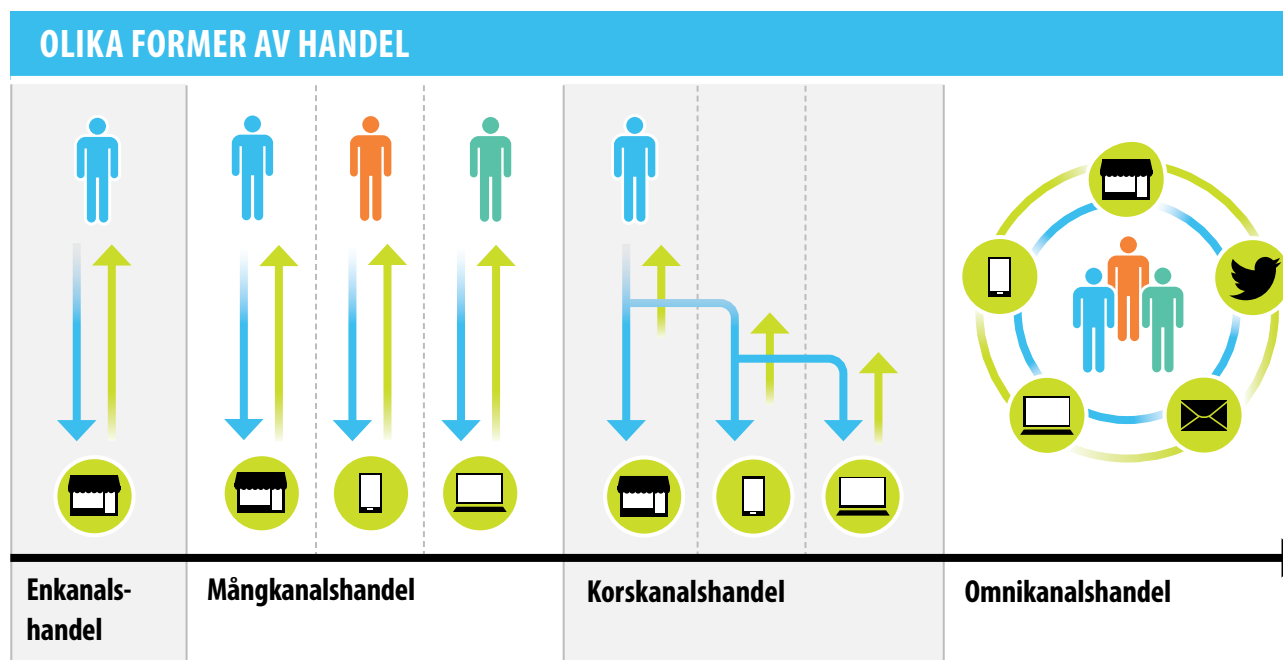 OLIKA FORMER AV HANDEL
Enkanals-
handel
Mångkanalshandel
Korskanalshandel
Omnikanalshandel